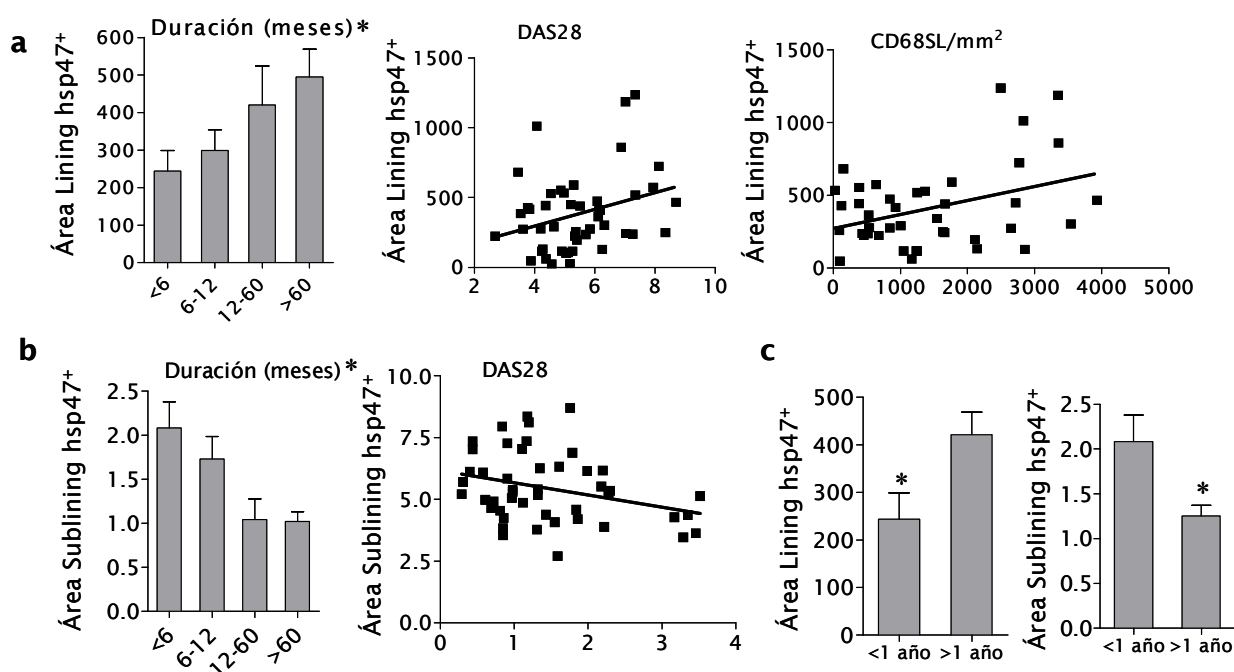 a
Duración (meses)*
Área Lining hsp47+
600
500
400
300
200
100
0
<6
6-12
12-60
>60
DAS28
Área Lining hsp47+
1500
1000
500
0
2 4 6 8 10
CD68SL/mm²
Área Lining hsp47+
1500
1000
500
0
0 1000 2000 3000 4000 5000
b
Duración (meses)*
Área Sublining hsp47+
2.5
2.0
1.5
1.0
0.5
0.0
<6
6-12
12-60
>60
DAS28
Área Sublining hsp47+
10.0
7.5
5.0
2.5
0.0
0 1 2 3 4
c
Área Lining hsp47+
500
400
300
200
100
0
*
<1 año >1 año
Área Sublining hsp47+
2.5
2.0
1.5
1.0
0.5
0.0
*
<1 año >1 año